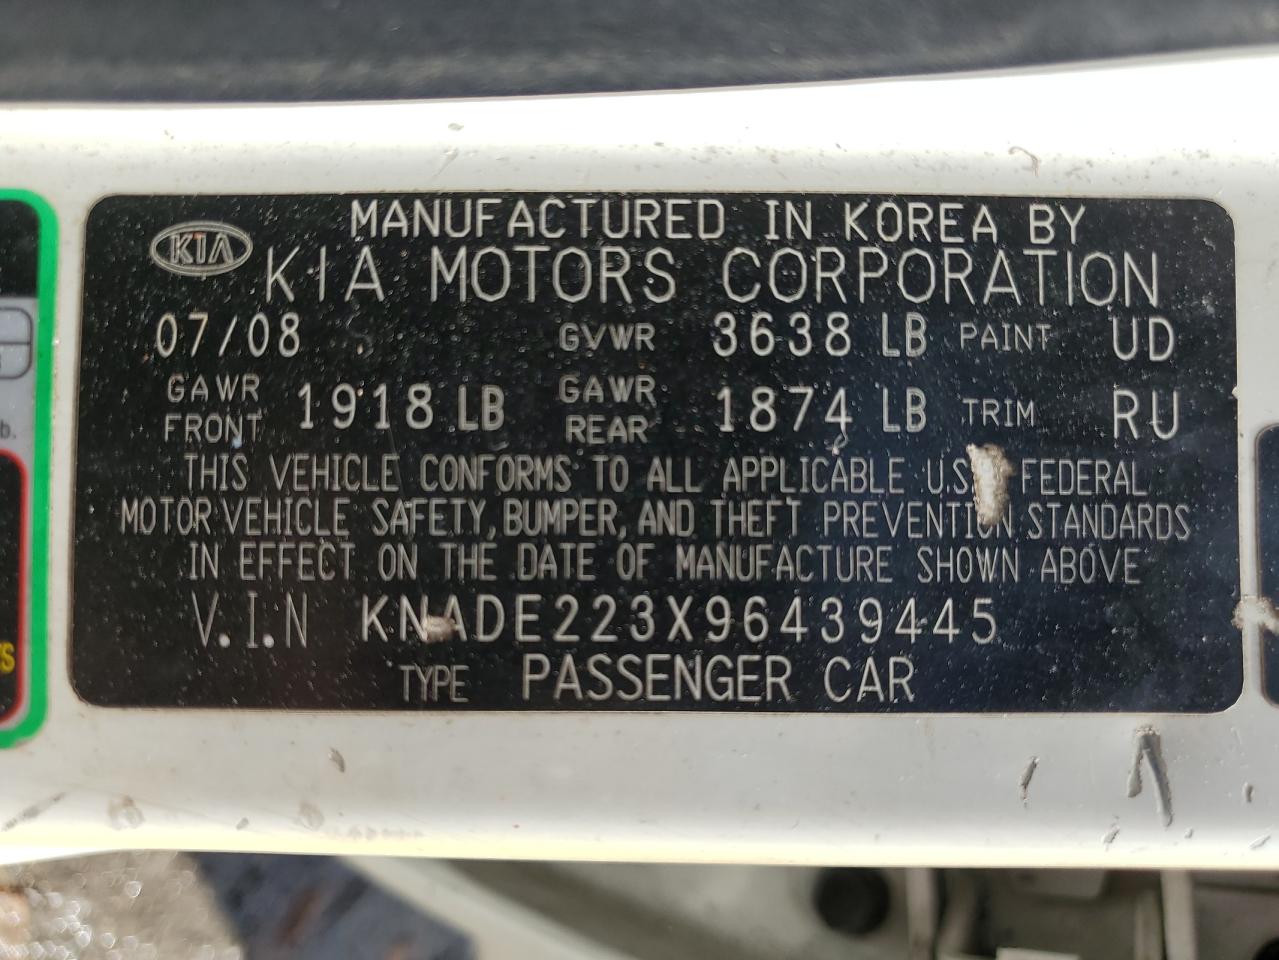 MANUFACTURED IN KOREA BY
KIA KIA MOTORS CORPORATION
07/08 GVWR 3638 LB PAINT UD
GAWR FRONT 1918 LB GAWR REAR 1874 LB TRIM RU
THIS VEHICLE CONFORMS TO ALL APPLICABLE U.S. FEDERAL
MOTOR VEHICLE SAFETY, BUMPER, AND THEFT PREVENTION STANDARDS
IN EFFECT ON THE DATE OF MANUFACTURE SHOWN ABOVE
V.I.N KNADE223X96439445
TYPE PASSENGER CAR